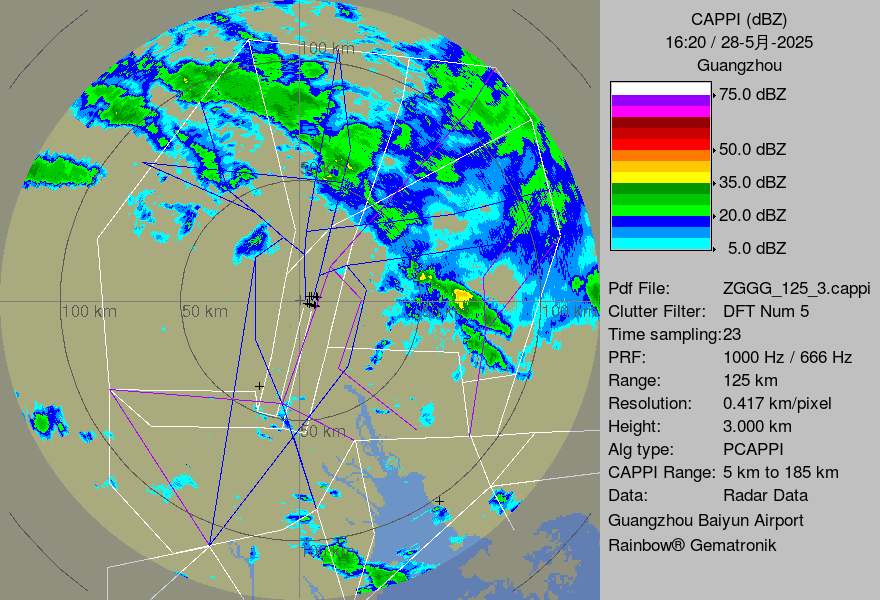 CAPPI (dBZ)
16:20 / 28-5月-2025
Guangzhou
75.0 dBZ
50.0 dBZ
35.0 dBZ
20.0 dBZ
5.0 dBZ
Pdf File: ZGGG_125_3.cappi
Clutter Filter: DFT Num 5
Time sampling:23
PRF: 1000 Hz / 666 Hz
Range: 125 km
Resolution: 0.417 km/pixel
Height: 3.000 km
Alg type: PCAPPI
CAPPI Range: 5 km to 185 km
Data: Radar Data
Guangzhou Baiyun Airport
Rainbow® Gematronik
100 km
100 km
50 km
50 km